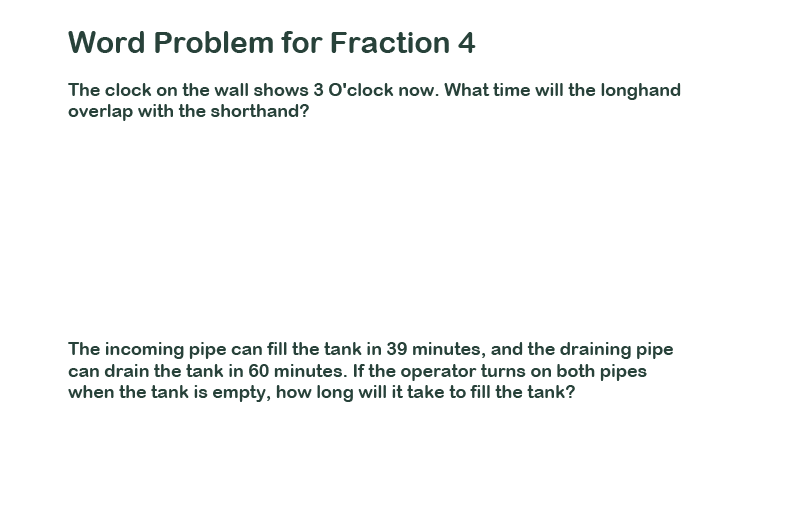 Word Problem for Fraction 4
The clock on the wall shows 3 O'clock now. What time will the longhand
overlap with the shorthand?
The incoming pipe can fill the tank in 39 minutes, and the draining pipe
can drain the tank in 60 minutes. If the operator turns on both pipes
when the tank is empty, how long will it take to fill the tank?